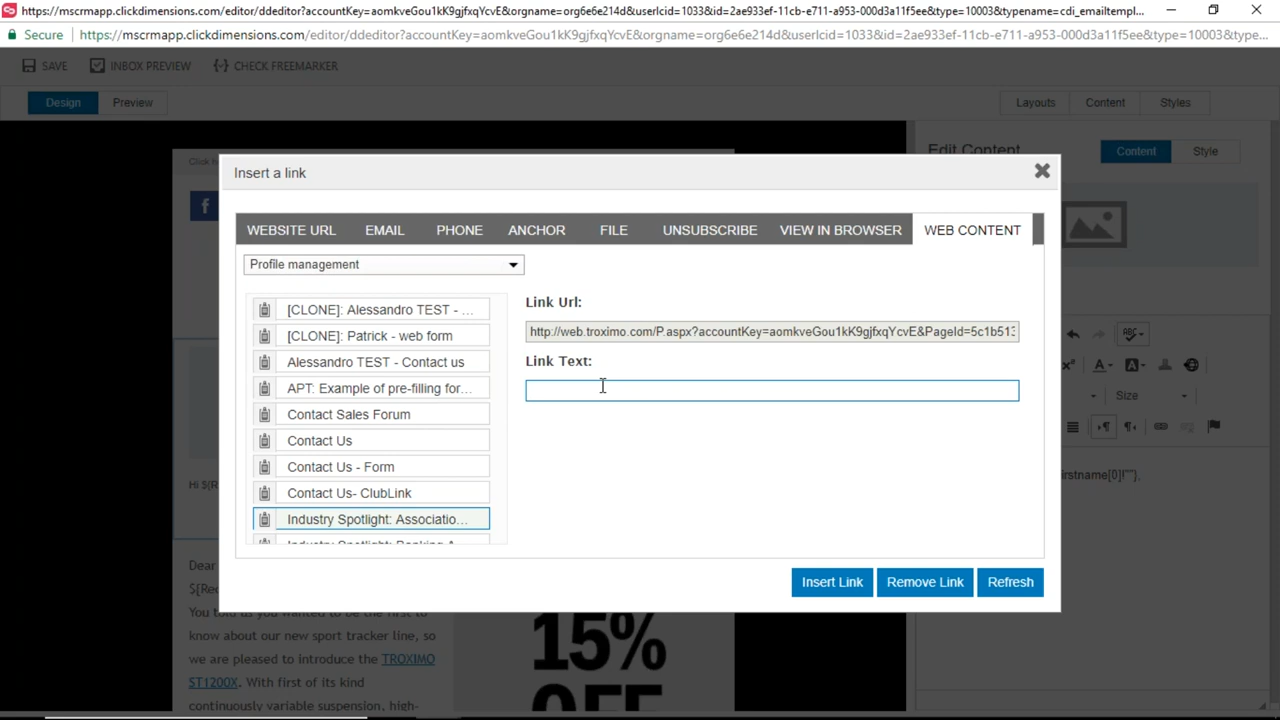 https://mscrmapp.clickdimensions.com/editor/ddeditor?accountKey=aomkveGou1kK9gjfxqYcvE&orgname=org6e6e214d&userlcid=1033&id=2ae933ef-11cb-e711-a953-000d3a11f5ee&type=10003&typename=cdi_emailtempl...
Secure https://mscrmapp.clickdimensions.com/editor/ddeditor?accountKey=aomkveGou1kK9gjfxqYcvE&orgname=org6e6e214d&userlcid=1033&id=2ae933ef-11cb-e711-a953-000d3a11f5ee&type=10003&type...
SAVE INBOX PREVIEW CHECK FREEMARKER
Design Preview Layouts Content Styles
Edit Content Content Style
Insert a link
WEBSITE URL EMAIL PHONE ANCHOR FILE UNSUBSCRIBE VIEW IN BROWSER WEB CONTENT
Profile management
[CLONE]: Alessandro TEST - ...
[CLONE]: Patrick - web form
Alessandro TEST - Contact us
APT: Example of pre-filling for...
Contact Sales Forum
Contact Us
Contact Us - Form
Contact Us- ClubLink
Industry Spotlight: Associatio...
Link Url:
http://web.troximo.com/P.aspx?accountKey=aomkveGou1kK9gjfxqYcvE&PageId=5c1b513
Link Text:
Insert Link Remove Link Refresh
Size
irstname[0]!""},
Click h
Hi ${R
Dear
${Rec
You told us you wanted to be the first to
know about our new sport tracker line, so
we are pleased to introduce the TROXIMO
ST1200X. With first of its kind
continuously variable suspension, high-
15%
OFF